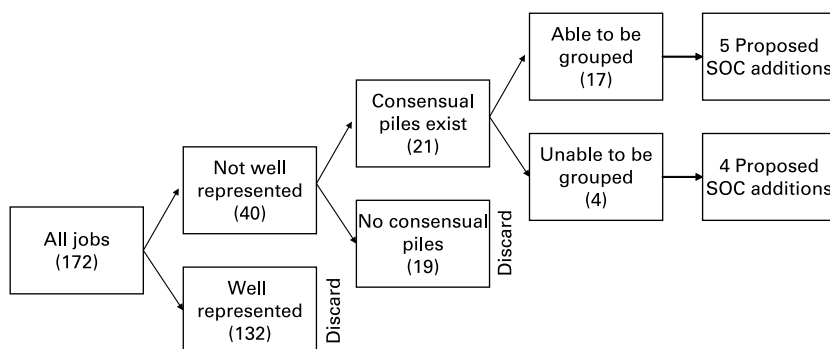 All jobs
(172)
Not well
represented
(40)
Well
represented
(132)
Discard
Consensual
piles exist
(21)
No consensual
piles
(19)
Discard
Able to be
grouped
(17)
Unable to be
grouped
(4)
5 Proposed
SOC additions
4 Proposed
SOC additions